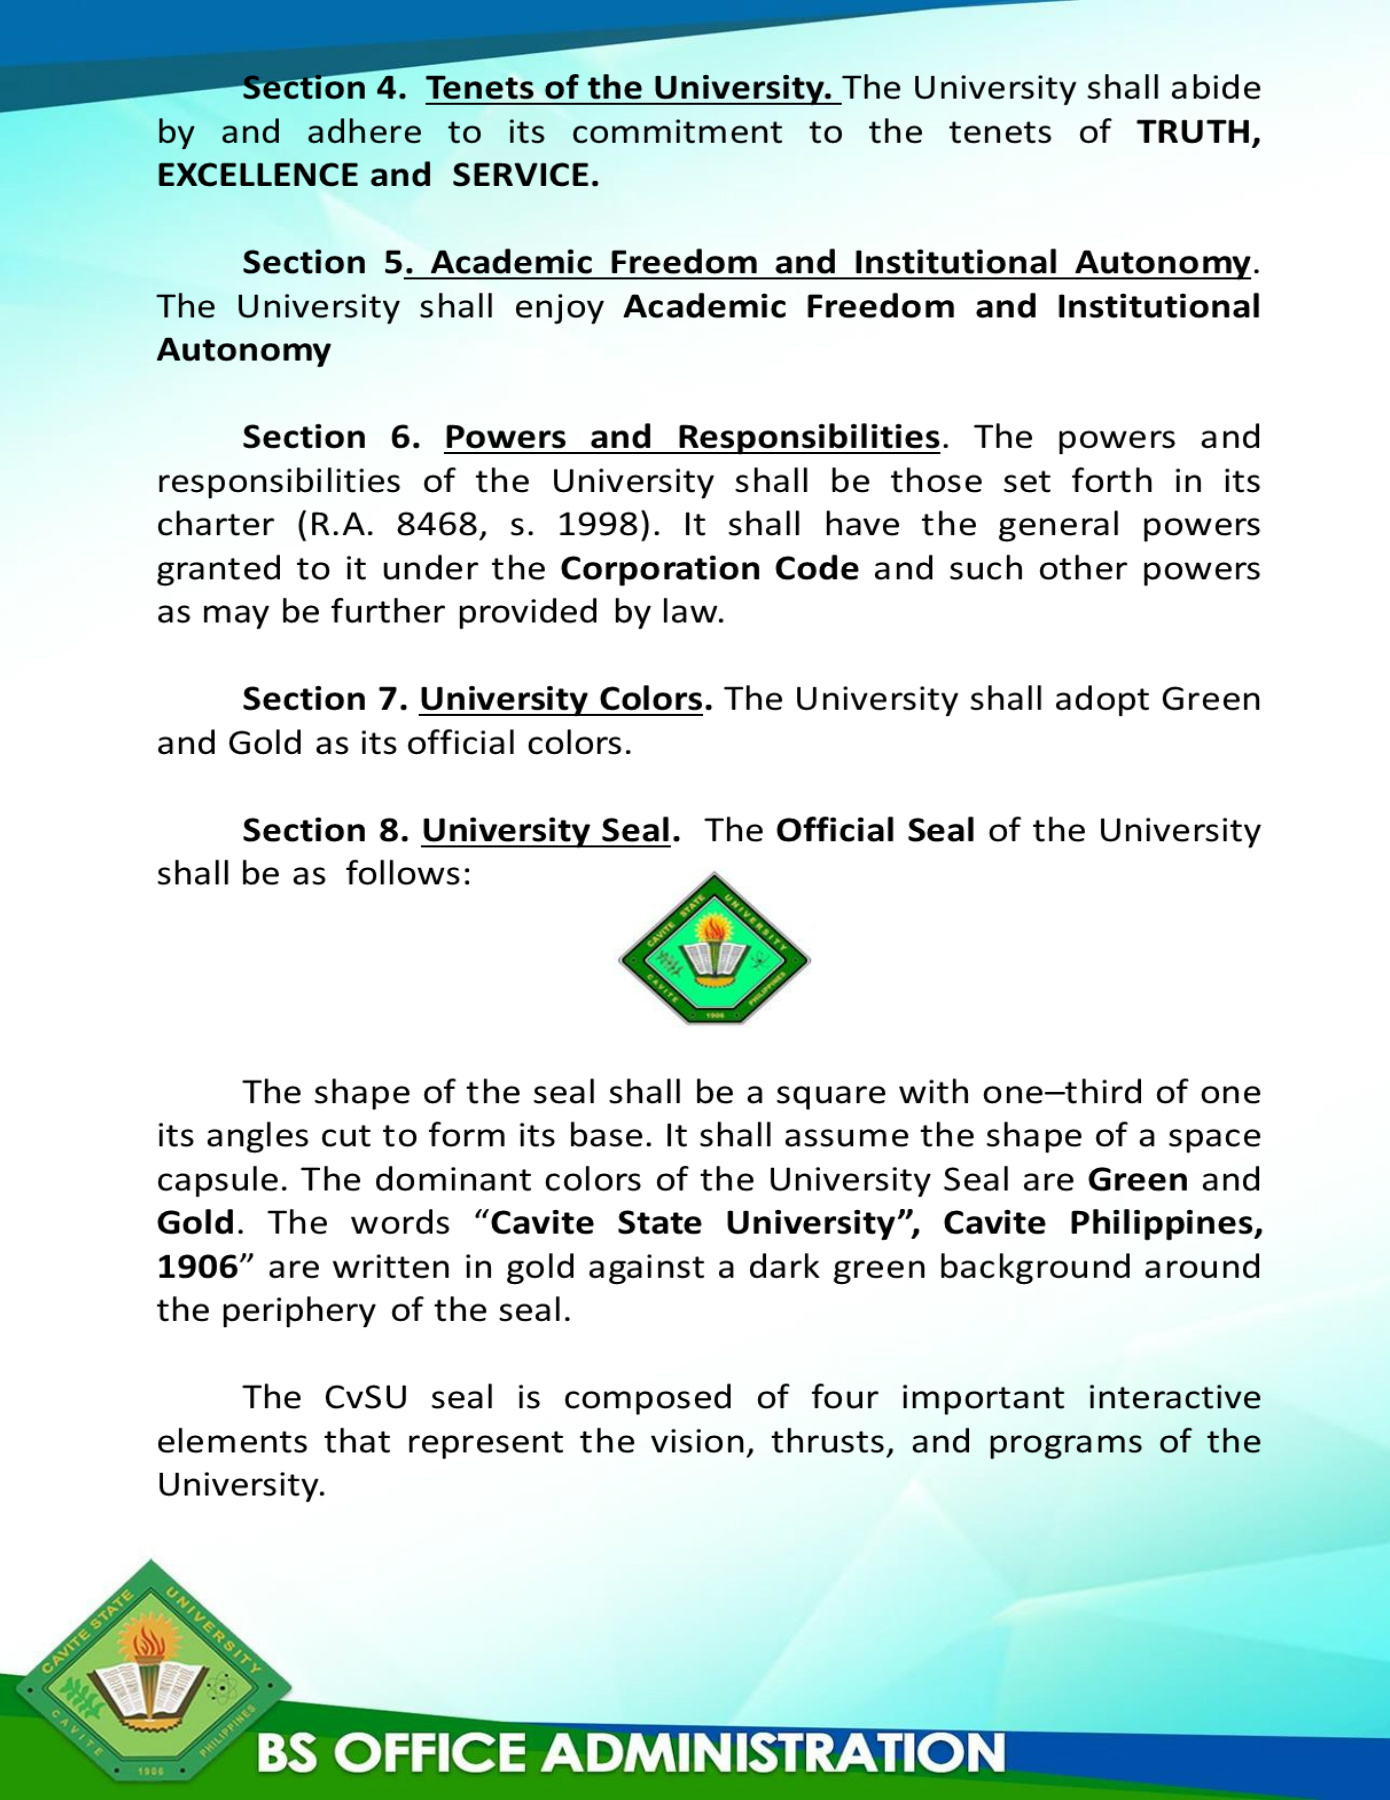 Section 4. Tenets of the University. The University shall abide
by and adhere to its commitment to the tenets of TRUTH,
EXCELLENCE and SERVICE.
Section 5. Academic Freedom and Institutional Autonomy.
The University shall enjoy Academic Freedom and Institutional
Autonomy
Section 6. Powers and Responsibilities. The powers and
responsibilities of the University shall be those set forth in its
charter (R.A. 8468, s. 1998). It shall have the general powers
granted to it under the Corporation Code and such other powers
as may be further provided by law.
Section 7. University Colors. The University shall adopt Green
and Gold as its official colors.
Section 8. University Seal. The Official Seal of the University
shall be as follows:
CAVITE STATE UNIVERSITY
CAVITE PHILIPPINES
1906
The shape of the seal shall be a square with one–third of one
its angles cut to form its base. It shall assume the shape of a space
capsule. The dominant colors of the University Seal are Green and
Gold. The words “Cavite State University”, Cavite Philippines,
1906” are written in gold against a dark green background around
the periphery of the seal.
The CvSU seal is composed of four important interactive
elements that represent the vision, thrusts, and programs of the
University.
CAVITE STATE UNIVERSITY
CAVITE PHILIPPINES
1906
BS OFFICE ADMINISTRATION